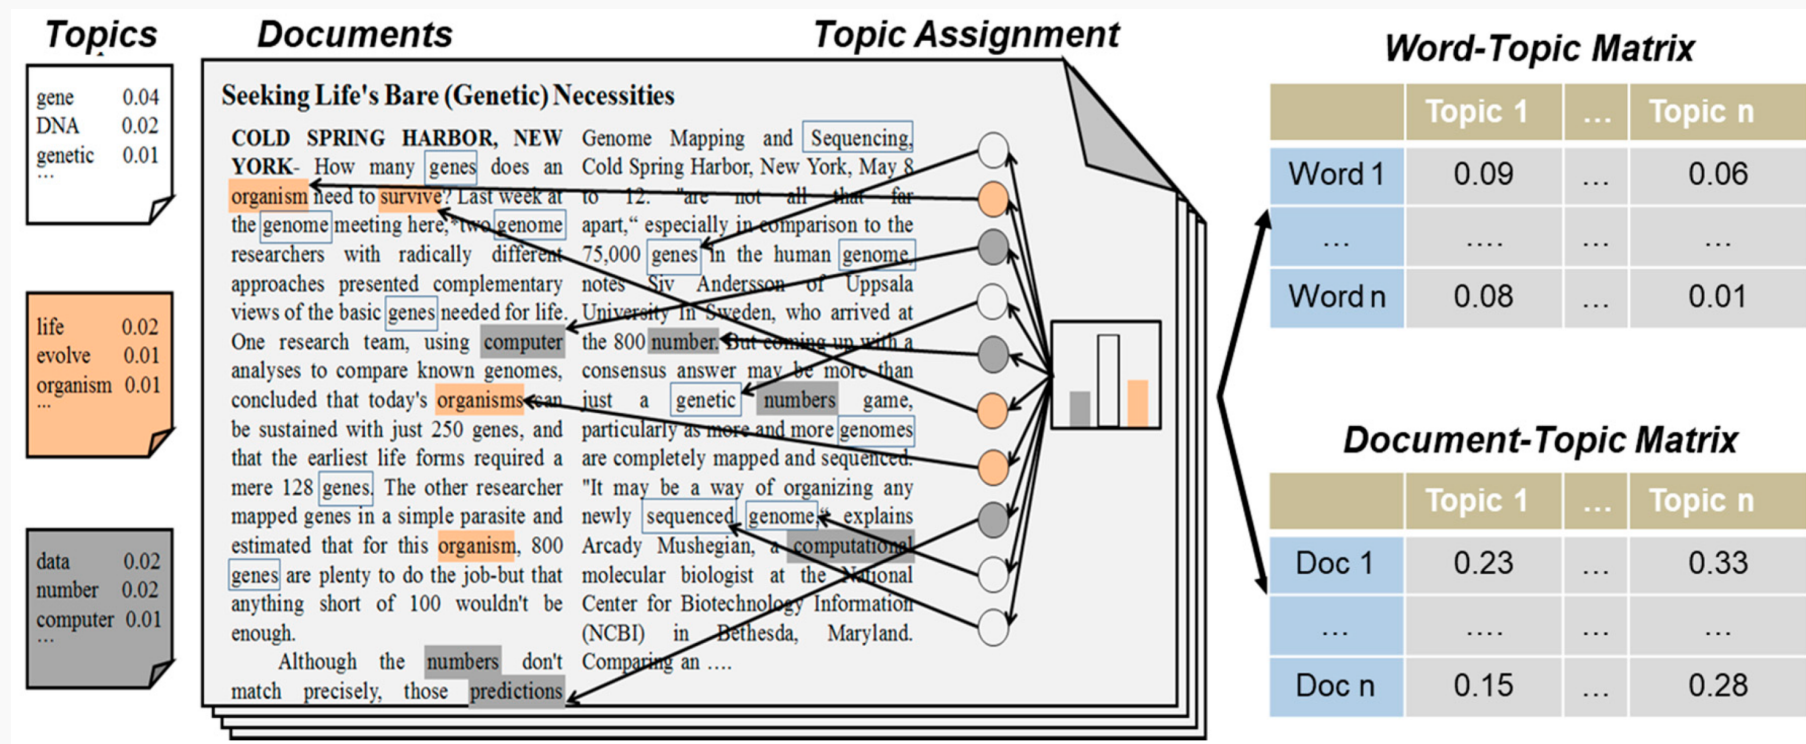 Topics
gene 0.04
DNA 0.02
genetic 0.01
...
life 0.02
evolve 0.01
organism 0.01
...
data 0.02
number 0.02
computer 0.01
...
Documents
Topic Assignment
Seeking Life's Bare (Genetic) Necessities
COLD SPRING HARBOR, NEW
YORK- How many genes does an
organism need to survive? Last week at
the genome meeting here,*two genome
researchers with radically different
approaches presented complementary
views of the basic genes needed for life.
One research team, using computer
analyses to compare known genomes,
concluded that today's organisms can
be sustained with just 250 genes, and
that the earliest life forms required a
mere 128 genes. The other researcher
mapped genes in a simple parasite and
estimated that for this organism, 800
genes are plenty to do the job-but that
anything short of 100 wouldn't be
enough.
Although the numbers don't
match precisely, those predictions
Genome Mapping and Sequencing,
Cold Spring Harbor, New York, May 8
to 12. "are not all that far
apart,“ especially in comparison to the
75,000 genes in the human genome,
notes Siv Andersson of Uppsala
University In Sweden, who arrived at
the 800 number. But coming up with a
consensus answer may be more than
just a genetic numbers game,
particularly as more and more genomes
are completely mapped and sequenced.
"It may be a way of organizing any
newly sequenced genome,“ explains
Arcady Mushegian, a computational
molecular biologist at the National
Center for Biotechnology Information
(NCBI) in Bethesda, Maryland.
Comparing an ....
Word-Topic Matrix
Topic 1 ... Topic n
Word 1 0.09 ... 0.06
... .... ... ...
Word n 0.08 ... 0.01
Document-Topic Matrix
Topic 1 ... Topic n
Doc 1 0.23 ... 0.33
... .... ... ...
Doc n 0.15 ... 0.28